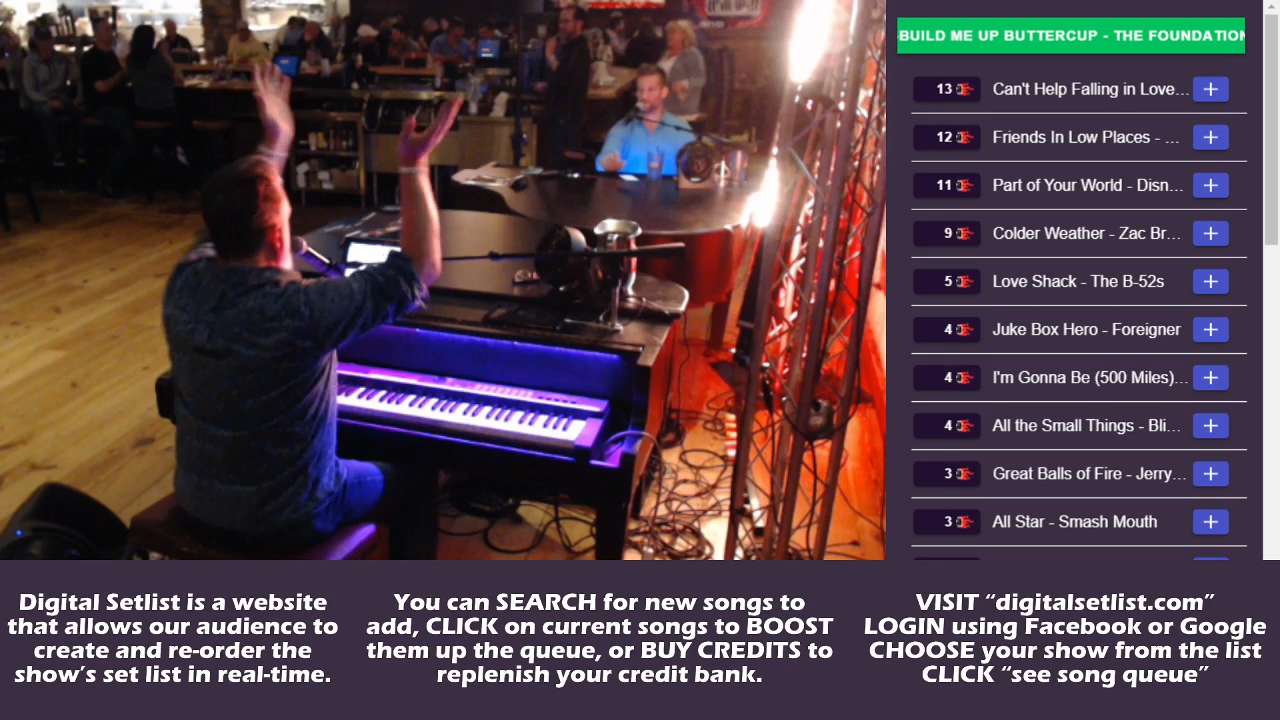 BUILD ME UP BUTTERCUP - THE FOUNDATION
13 Can't Help Falling in Love...
12 Friends In Low Places - ...
11 Part of Your World - Disn...
9 Colder Weather - Zac Br...
5 Love Shack - The B-52s
4 Juke Box Hero - Foreigner
4 I'm Gonna Be (500 Miles)...
4 All the Small Things - Bli...
3 Great Balls of Fire - Jerry...
3 All Star - Smash Mouth
Digital Setlist is a website
that allows our audience to
create and re-order the
show's set list in real-time.
You can SEARCH for new songs to
add, CLICK on current songs to BOOST
them up the queue, or BUY CREDITS to
replenish your credit bank.
VISIT “digitalsetlist.com”
LOGIN using Facebook or Google
CHOOSE your show from the list
CLICK “see song queue”